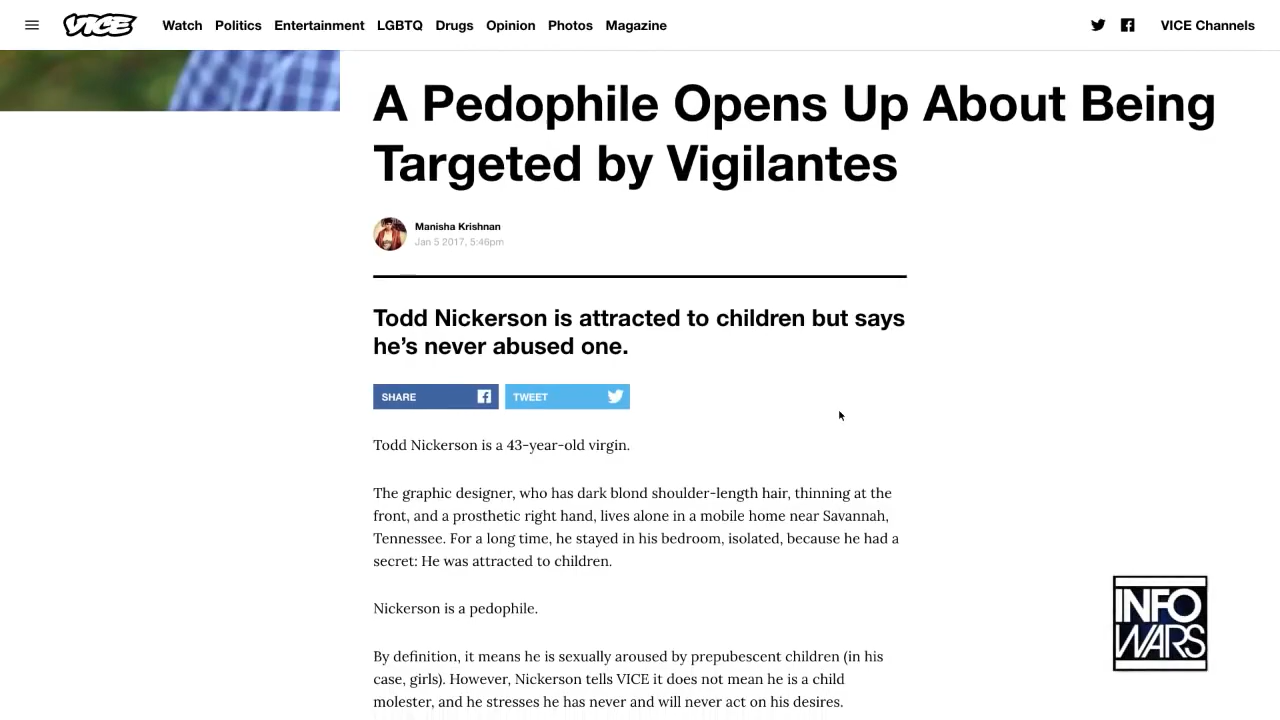 VICE Watch Politics Entertainment LGBTQ Drugs Opinion Photos Magazine VICE Channels
A Pedophile Opens Up About Being
Targeted by Vigilantes
Manisha Krishnan
Jan 5 2017, 5:46pm
Todd Nickerson is attracted to children but says
he's never abused one.
SHARE TWEET
Todd Nickerson is a 43-year-old virgin.
The graphic designer, who has dark blond shoulder-length hair, thinning at the
front, and a prosthetic right hand, lives alone in a mobile home near Savannah,
Tennessee. For a long time, he stayed in his bedroom, isolated, because he had a
secret: He was attracted to children.
Nickerson is a pedophile.
By definition, it means he is sexually aroused by prepubescent children (in his
case, girls). However, Nickerson tells VICE it does not mean he is a child
molester, and he stresses he has never and will never act on his desires.
INFO
WARS